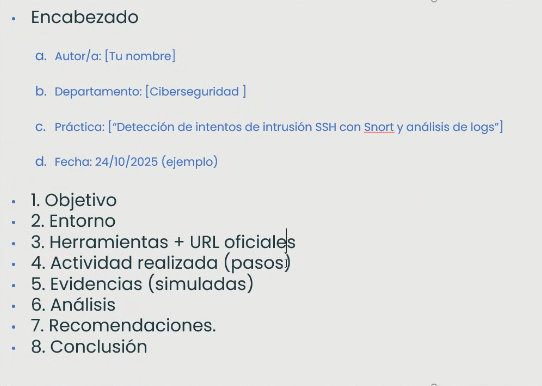 • Encabezado
a. Autor/a: [Tu nombre]
b. Departamento: [Ciberseguridad ]
c. Práctica: [“Detección de intentos de intrusión SSH con Snort y análisis de logs”]
d. Fecha: 24/10/2025 (ejemplo)
• 1. Objetivo
• 2. Entorno
• 3. Herramientas + URL oficiales
• 4. Actividad realizada (pasos)
• 5. Evidencias (simuladas)
• 6. Análisis
• 7. Recomendaciones.
• 8. Conclusión